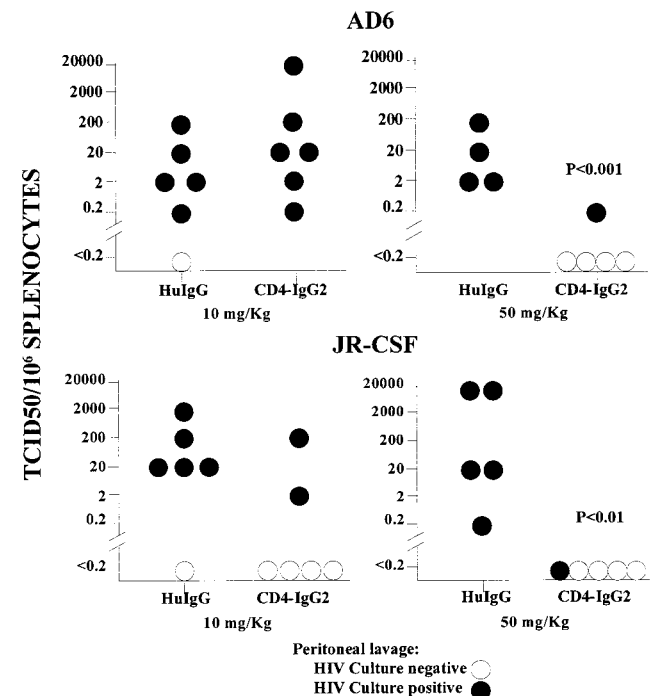 AD6
TCID50/10⁶ SPLENOCYTES
20000
2000
200
20
2
0.2
<0.2
HuIgG
CD4-IgG2
10 mg/Kg
20000
2000
200
20
2
0.2
<0.2
P<0.001
HuIgG
CD4-IgG2
50 mg/Kg
JR-CSF
20000
2000
200
20
2
0.2
<0.2
HuIgG
CD4-IgG2
10 mg/Kg
20000
2000
200
20
2
0.2
<0.2
P<0.01
HuIgG
CD4-IgG2
50 mg/Kg
Peritoneal lavage:
HIV Culture negative
HIV Culture positive